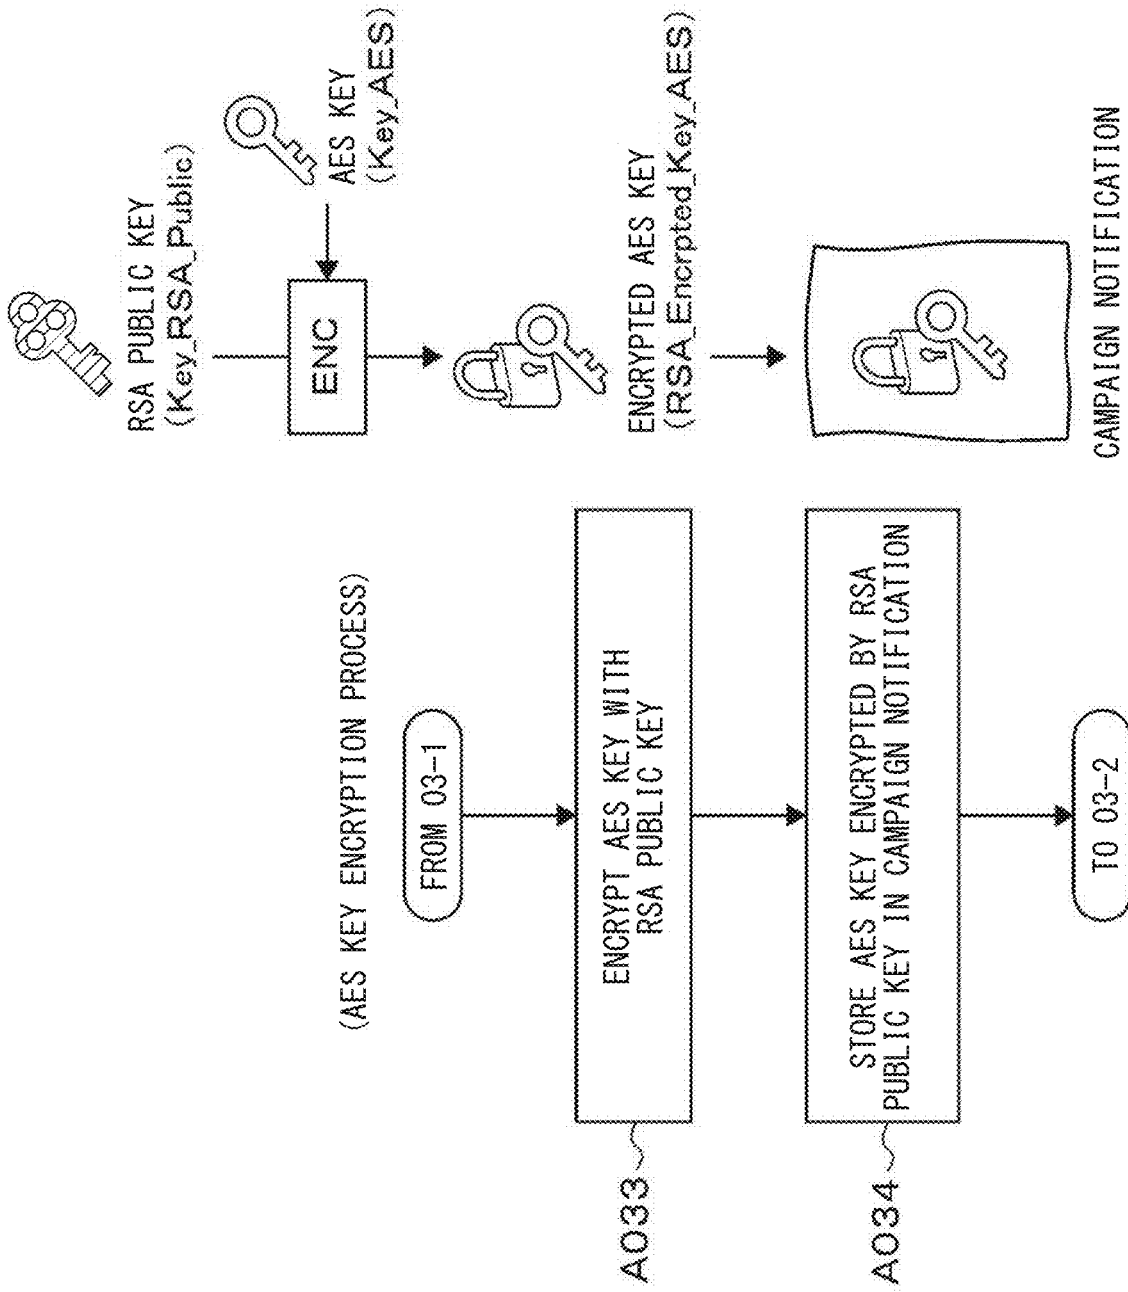 (AES KEY ENCRYPTION PROCESS)
FROM 03-1
A033
ENCRYPT AES KEY WITH
RSA PUBLIC KEY
A034
STORE AES KEY ENCRYPTED BY RSA
PUBLIC KEY IN CAMPAIGN NOTIFICATION
TO 03-2
RSA PUBLIC KEY
(Key_RSA_Public)
AES KEY
(Key_AES)
ENC
ENCRYPTED AES KEY
(RSA_Encrpted_Key_AES)
CAMPAIGN NOTIFICATION